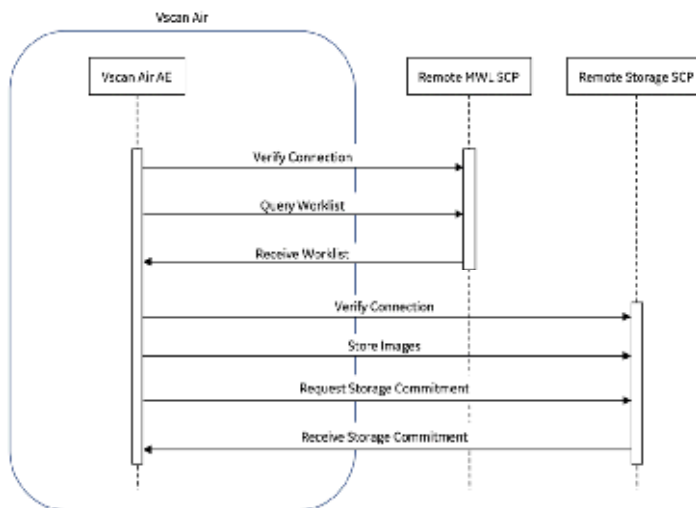 Vscan Air
Vscan Air AE
Remote MWL SCP
Remote Storage SCP
Verify Connection
Query Worklist
Receive Worklist
Verify Connection
Store Images
Request Storage Commitment
Receive Storage Commitment